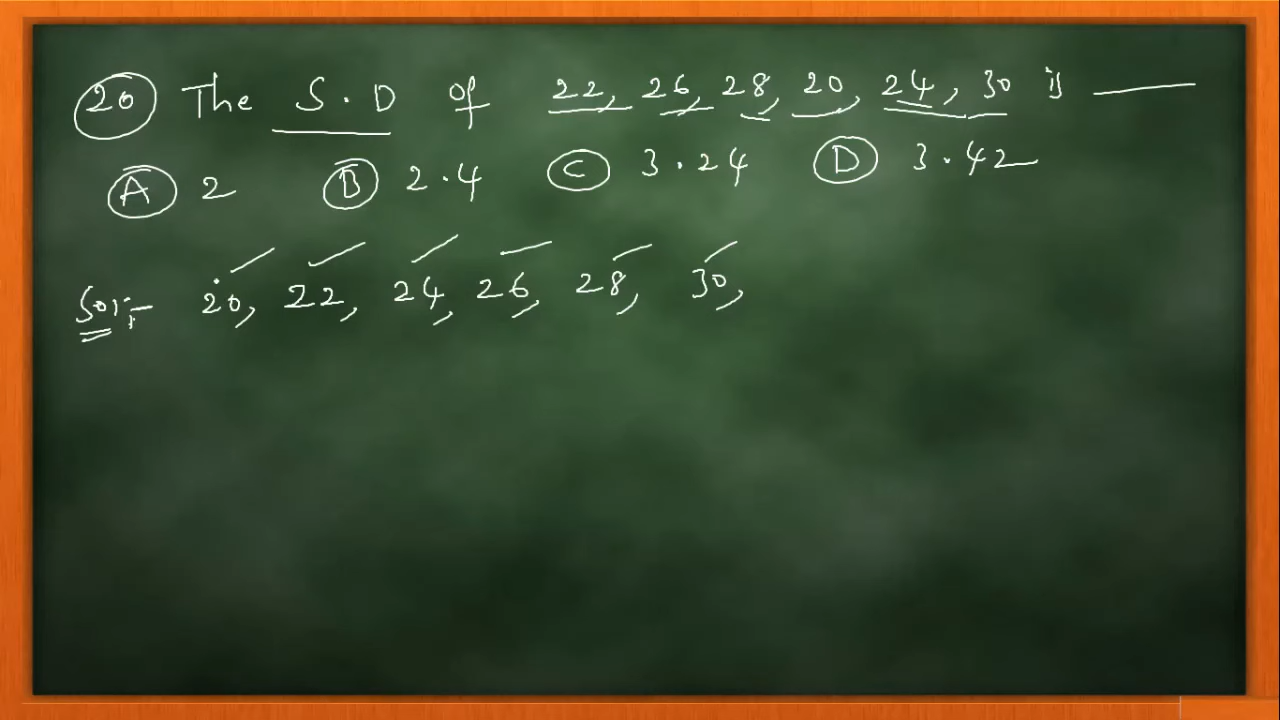 20 The S.D of 22, 26, 28, 20, 24, 30 is ___
A 2 B 2.4 C 3.24 D 3.42
Sol:- 20, 22, 24, 26, 28, 30,